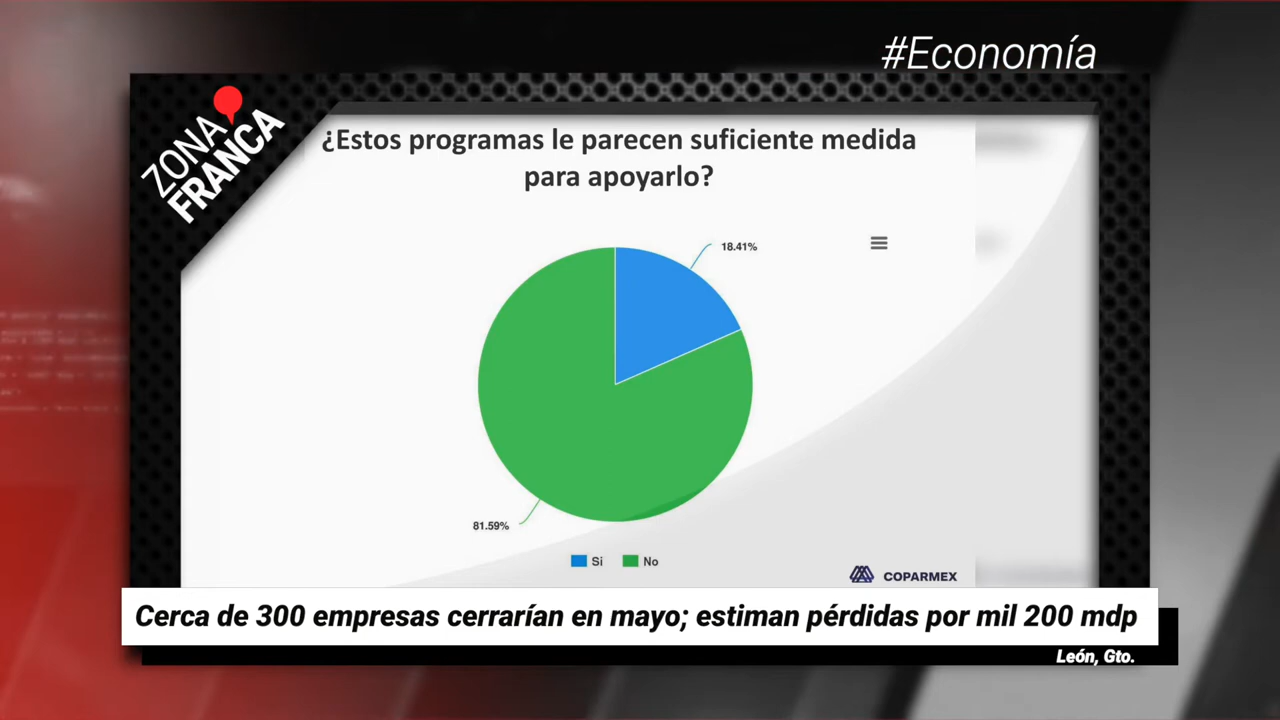 #Economía
ZONA
FRANCA
¿Estos programas le parecen suficiente medida
para apoyarlo?
18.41%
81.59%
Sí
No
COPARMEX
Cerca de 300 empresas cerrarían en mayo; estiman pérdidas por mil 200 mdp
León, Gto.